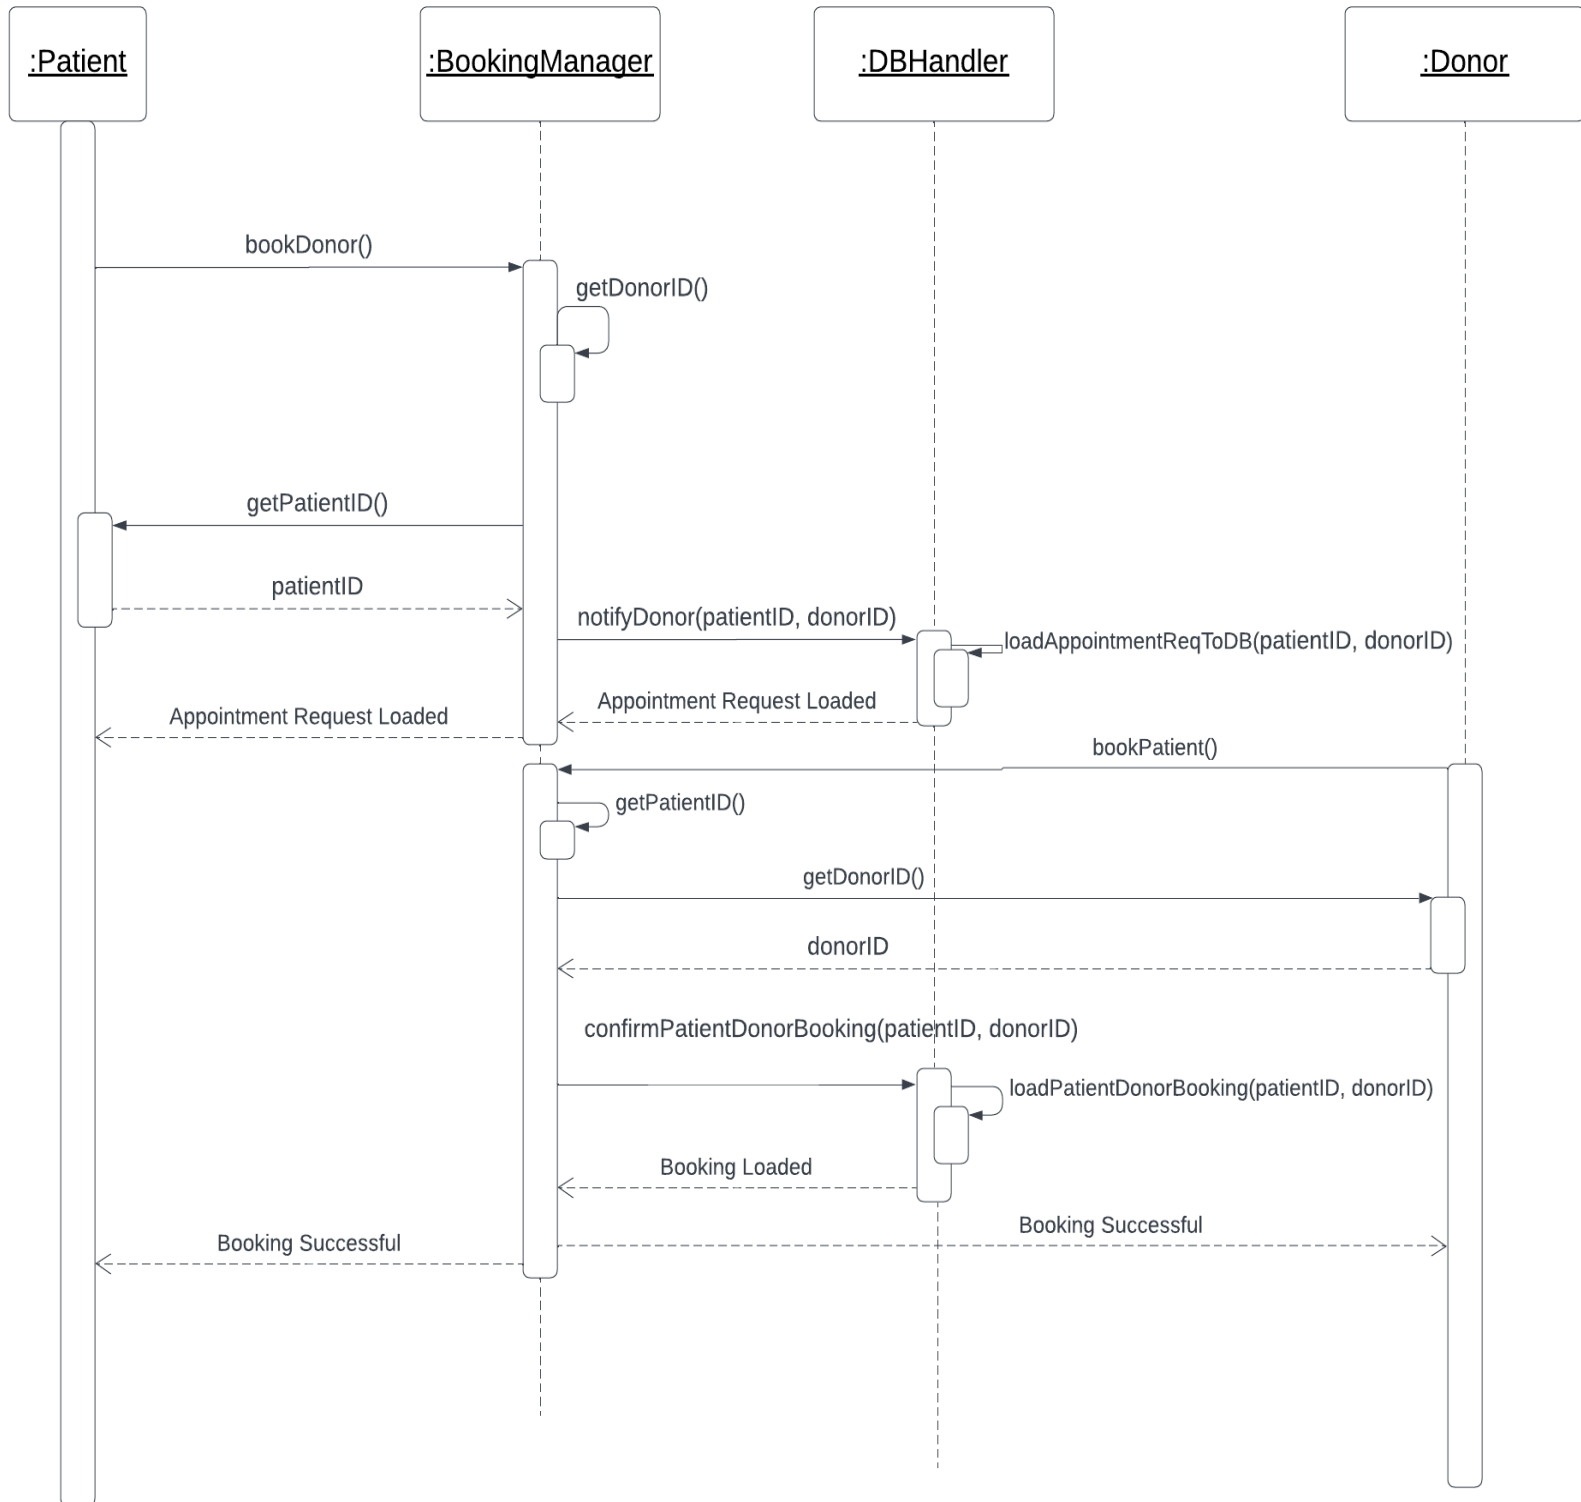 :Patient
:BookingManager
:DBHandler
:Donor
bookDonor()
getDonorID()
getPatientID()
patientID
notifyDonor(patientID, donorID)
loadAppointmentReqToDB(patientID, donorID)
Appointment Request Loaded
Appointment Request Loaded
bookPatient()
getPatientID()
getDonorID()
donorID
confirmPatientDonorBooking(patientID, donorID)
loadPatientDonorBooking(patientID, donorID)
Booking Loaded
Booking Successful
Booking Successful